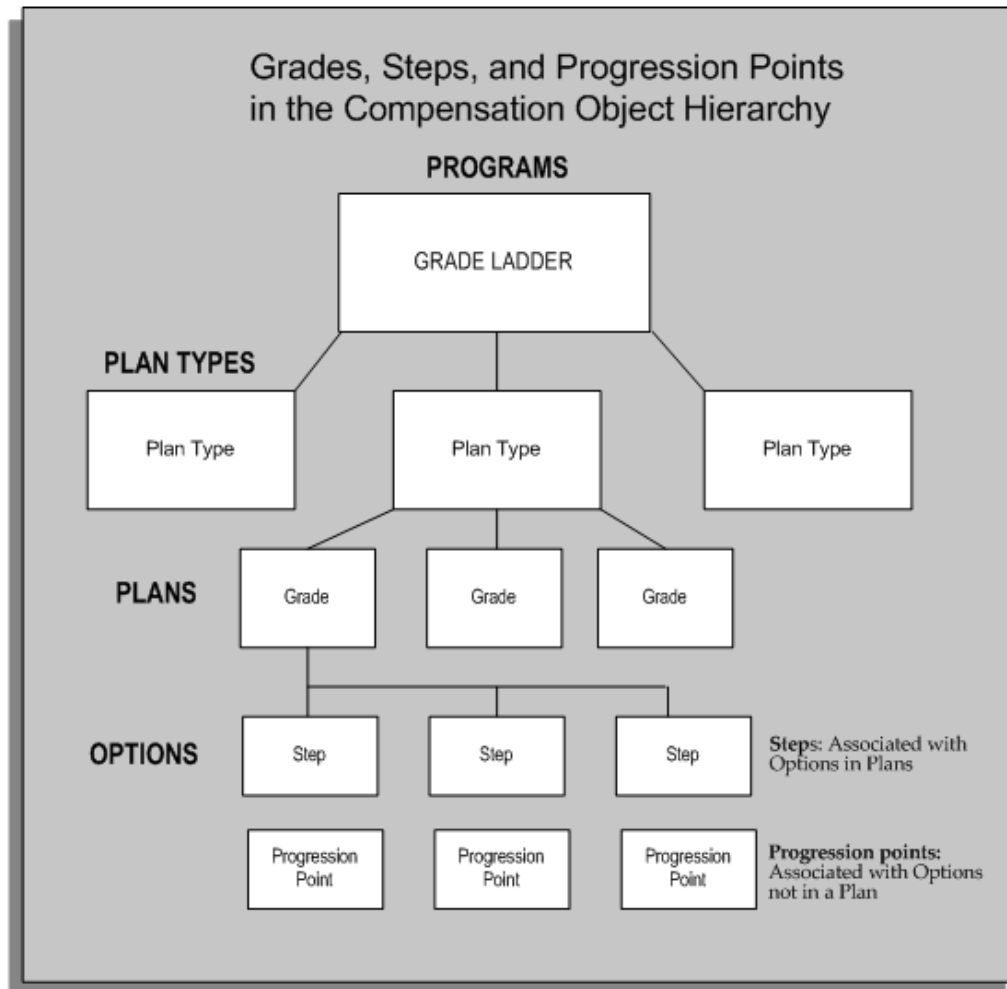 Grades, Steps, and Progression Points
in the Compensation Object Hierarchy
PROGRAMS
GRADE LADDER
PLAN TYPES
Plan Type
Plan Type
Plan Type
PLANS
Grade
Grade
Grade
OPTIONS
Step
Step
Step
Steps: Associated with
Options in Plans
Progression
Point
Progression
Point
Progression
Point
Progression points:
Associated with Options
not in a Plan